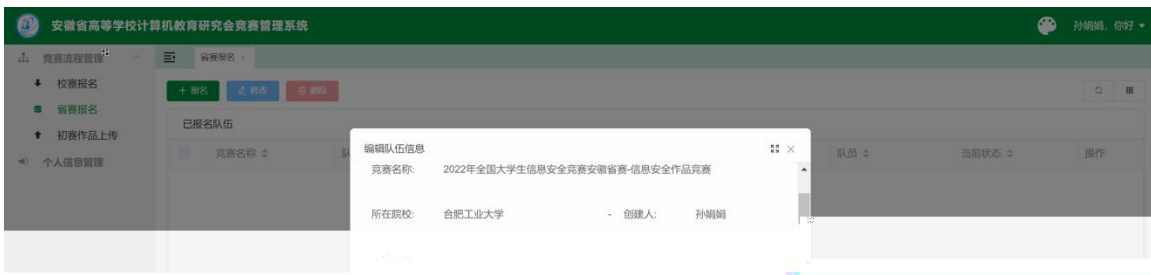 安徽省高等学校计算机教育研究会竞赛管理系统
孙娟娟，你好
竞赛流程管理
省赛报名
校赛报名
+ 报名
修改
删除
省赛报名
已报名队伍
初赛作品上传
编辑队伍信息
竞赛名称
队员
当前状态
操作
个人信息管理
竞赛名称: 2022年全国大学生信息安全竞赛安徽省赛-信息安全作品竞赛
所在院校: 合肥工业大学 - 创建人: 孙娟娟